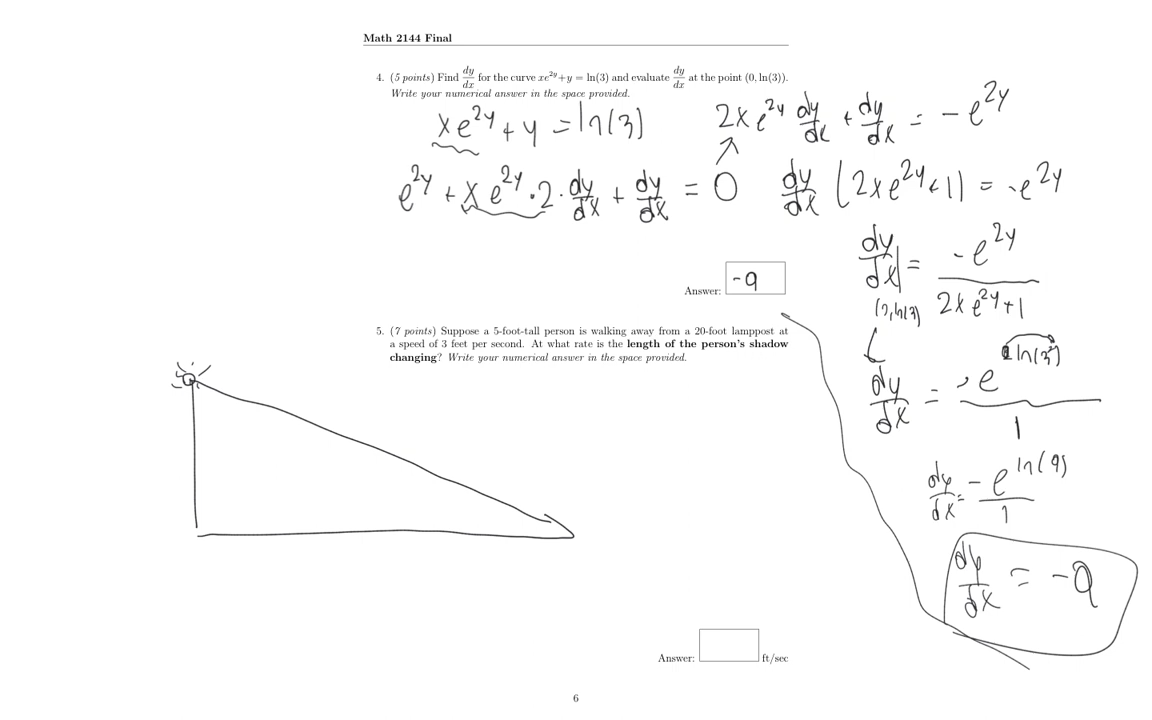 Math 2144 Final
4. (5 points) Find dy/dx for the curve xe^{2y} + y = ln(3) and evaluate dy/dx at the point (0, ln(3)).
Write your numerical answer in the space provided.
xe^{2y} + y = ln(3)
e^{2y} + xe^{2y} · 2 · dy/dx + dy/dx = 0
2xe^{2y} dy/dx + dy/dx = -e^{2y}
dy/dx (2xe^{2y} + 1) = -e^{2y}
dy/dx| = -e^{2y} / 2xe^{2y} + 1
(0, ln(3))
dy/dx = -e^{2ln(3)} / 1
dy/dx = -e^{ln(9)} / 1
dy/dx = -9
Answer: -9
5. (7 points) Suppose a 5-foot-tall person is walking away from a 20-foot lamppost at
a speed of 3 feet per second. At what rate is the length of the person's shadow
changing? Write your numerical answer in the space provided.
Answer: ft/sec
6